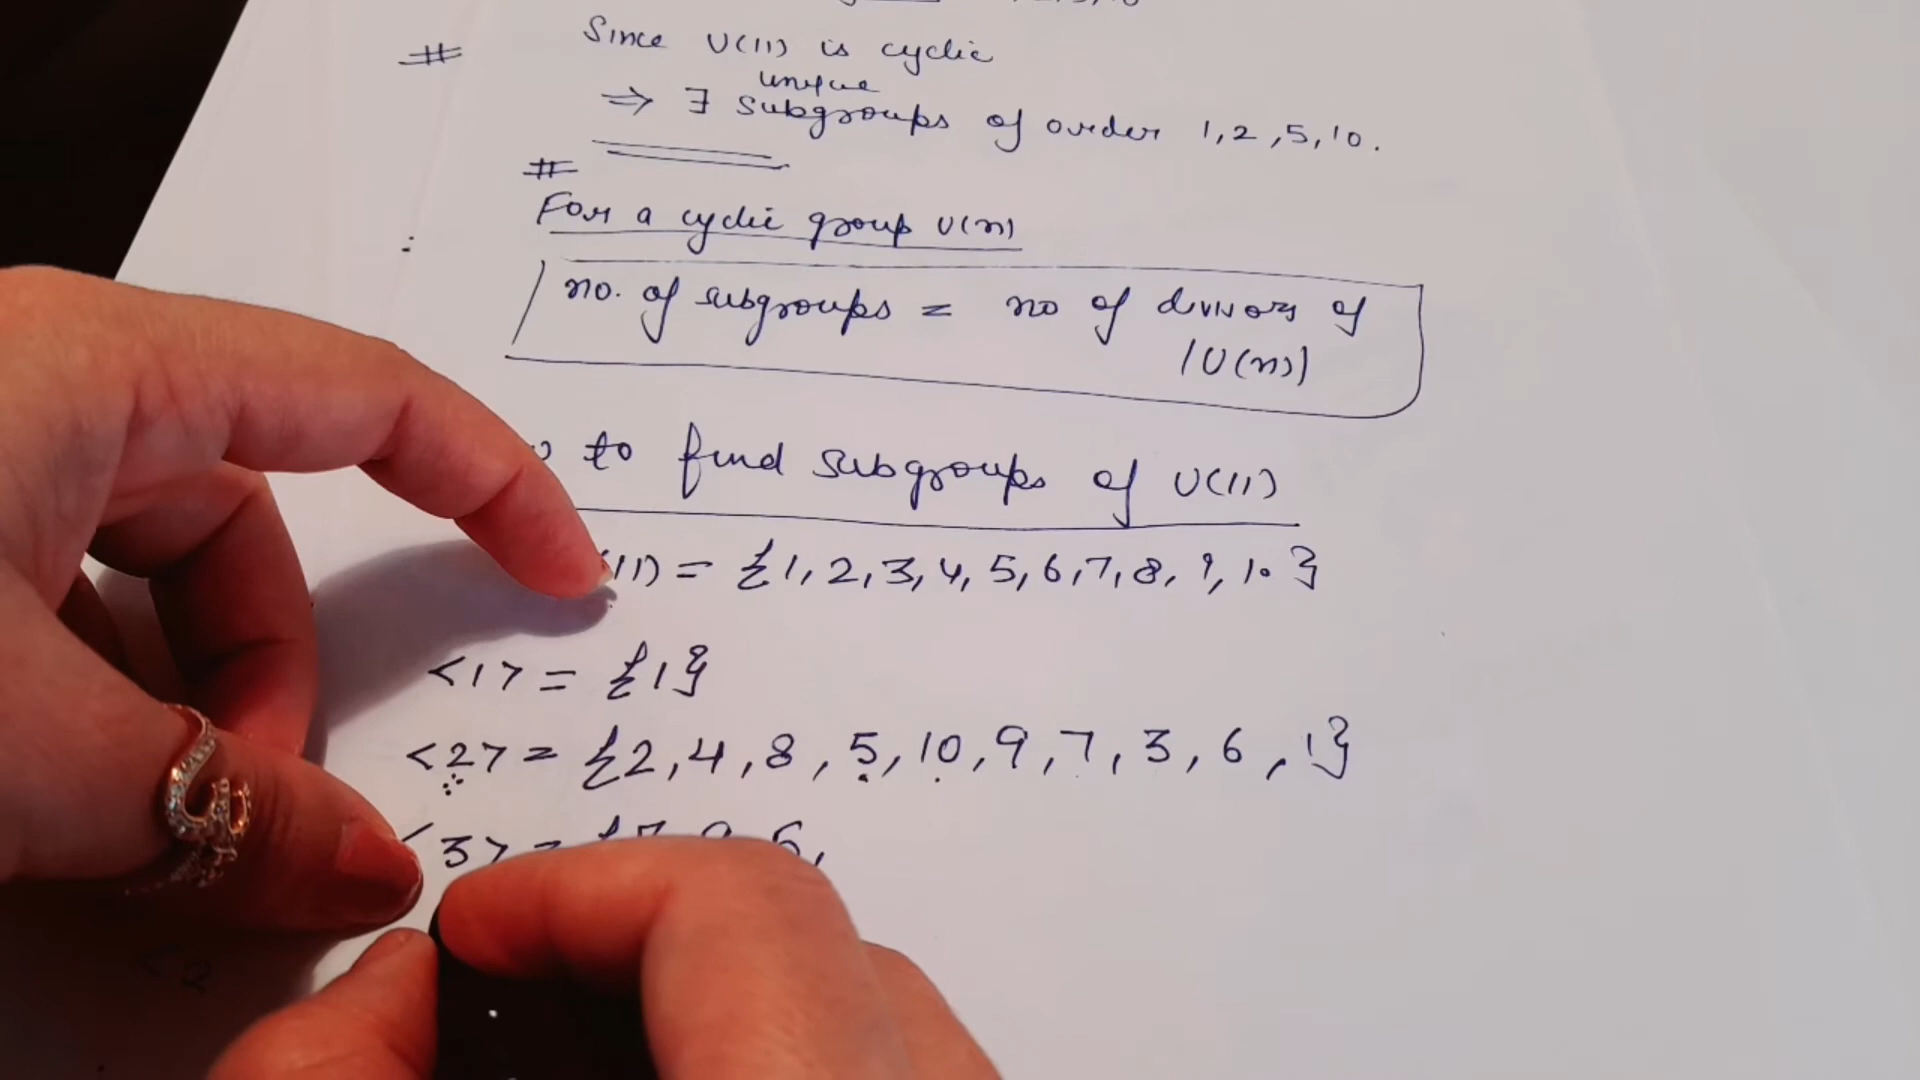 # Since U(11) is cyclic
unique
⇒ ∃ subgroups of order 1,2,5,10.
#
For a cyclic group U(n)
no. of subgroups = no of divisors of
|U(n)|
to find subgroups of U(11)
(11) = {1,2,3,4,5,6,7,8,9,10}
<1> = {1}
<2> = {2,4,8,5,10,9,7,3,6,1}
<3> = {